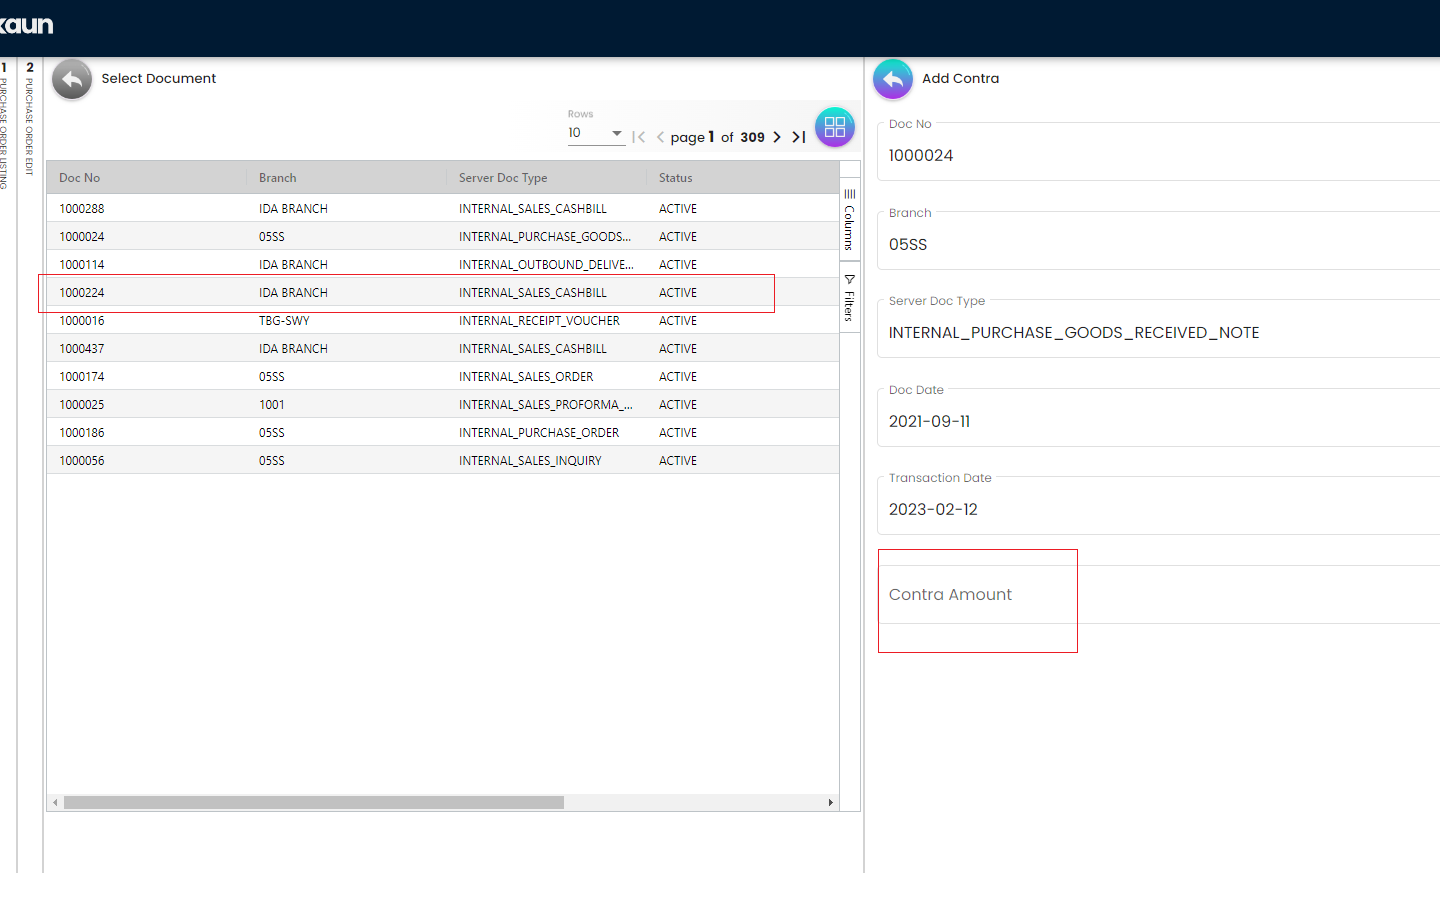 kaun
1
PURCHASE ORDER LISTING
2
PURCHASE ORDER EDIT
Select Document
Rows
10
page 1 of 309
Doc No Branch Server Doc Type Status
1000288 IDA BRANCH INTERNAL_SALES_CASHBILL ACTIVE
1000024 05SS INTERNAL_PURCHASE_GOODS... ACTIVE
1000114 IDA BRANCH INTERNAL_OUTBOUND_DELIVE... ACTIVE
1000224 IDA BRANCH INTERNAL_SALES_CASHBILL ACTIVE
1000016 TBG-SWY INTERNAL_RECEIPT_VOUCHER ACTIVE
1000437 IDA BRANCH INTERNAL_SALES_CASHBILL ACTIVE
1000174 05SS INTERNAL_SALES_ORDER ACTIVE
1000025 1001 INTERNAL_SALES_PROFORMA_... ACTIVE
1000186 05SS INTERNAL_PURCHASE_ORDER ACTIVE
1000056 05SS INTERNAL_SALES_INQUIRY ACTIVE
Columns
Filters
Add Contra
Doc No
1000024
Branch
05SS
Server Doc Type
INTERNAL_PURCHASE_GOODS_RECEIVED_NOTE
Doc Date
2021-09-11
Transaction Date
2023-02-12
Contra Amount